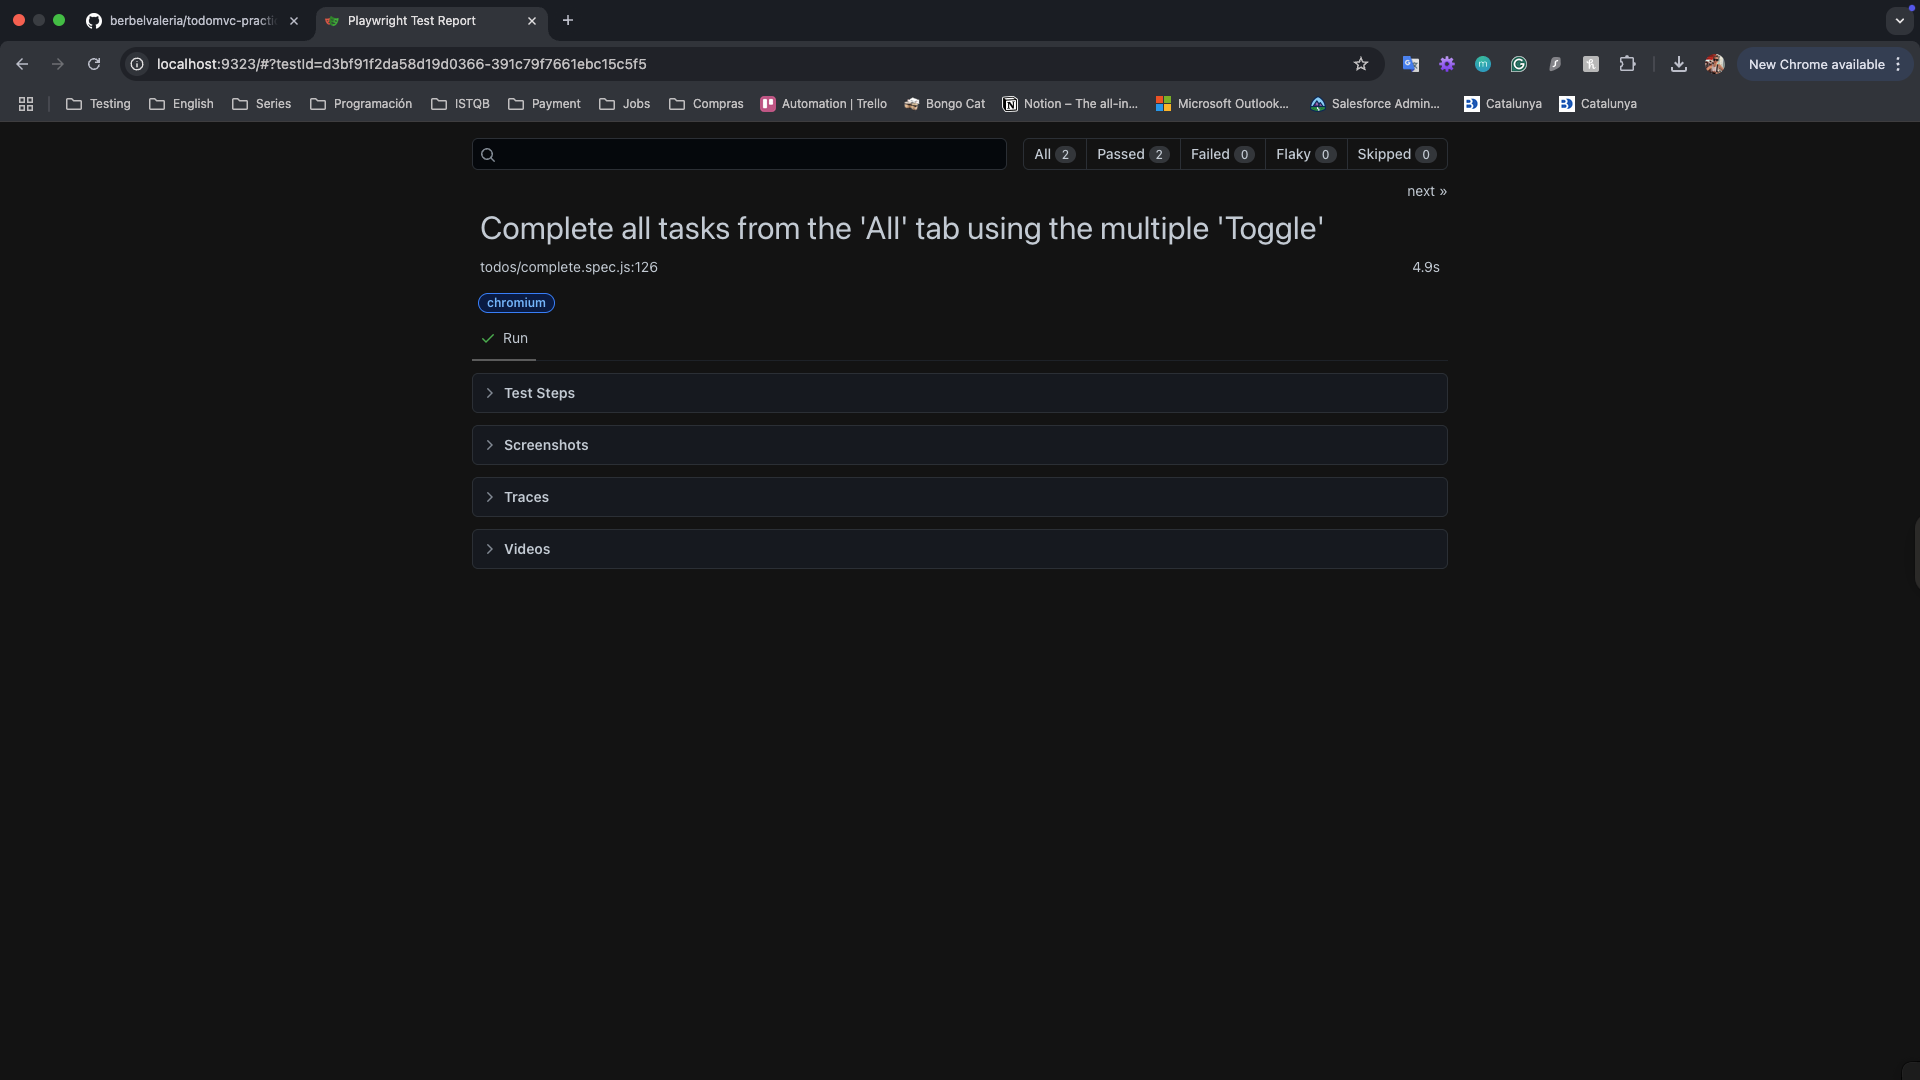 berbelvaleria/todomvc-practi
Playwright Test Report
localhost:9323/#?testId=d3bf91f2da58d19d0366-391c79f7661ebc15c5f5
New Chrome available
Testing
English
Series
Programación
ISTQB
Payment
Jobs
Compras
Automation | Trello
Bongo Cat
Notion – The all-in...
Microsoft Outlook...
Salesforce Admin...
Catalunya
Catalunya
All 2
Passed 2
Failed 0
Flaky 0
Skipped 0
next »
Complete all tasks from the 'All' tab using the multiple 'Toggle'
todos/complete.spec.js:126
4.9s
chromium
Run
Test Steps
Screenshots
Traces
Videos